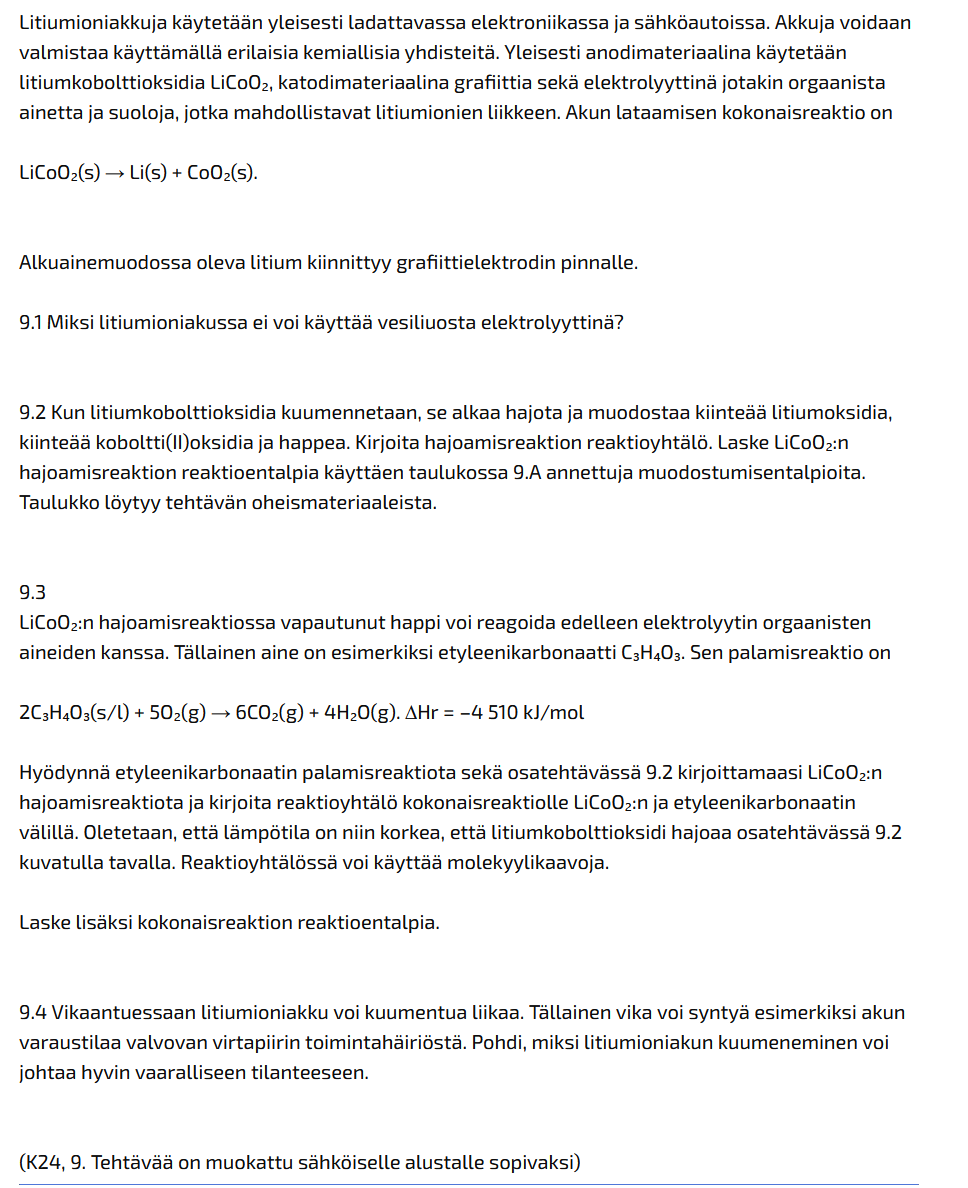 Litiumioniakkuja käytetään yleisesti ladattavassa elektroniikassa ja sähköautoissa. Akkuja voidaan
valmistaa käyttämällä erilaisia kemiallisia yhdisteitä. Yleisesti anodimateriaalina käytetään
litiumkobolttioksidia LiCoO₂, katodimateriaalina grafiittia sekä elektrolyyttinä jotakin orgaanista
ainetta ja suoloja, jotka mahdollistavat litiumionien liikkeen. Akun lataamisen kokonaisreaktio on
LiCoO₂(s) → Li(s) + CoO₂(s).
Alkuainemuodossa oleva litium kiinnittyy grafiittielektrodin pinnalle.
9.1 Miksi litiumioniakussa ei voi käyttää vesiliuosta elektrolyyttinä?
9.2 Kun litiumkobolttioksidia kuumennetaan, se alkaa hajota ja muodostaa kiinteää litiumoksidia,
kiinteää koboltti(II)oksidia ja happea. Kirjoita hajoamisreaktion reaktioyhtälö. Laske LiCoO₂:n
hajoamisreaktion reaktioentalpia käyttäen taulukossa 9.A annettuja muodostumisentalpioita.
Taulukko löytyy tehtävän oheismateriaaleista.
9.3
LiCoO₂:n hajoamisreaktiossa vapautunut happi voi reagoida edelleen elektrolyytin orgaanisten
aineiden kanssa. Tällainen aine on esimerkiksi etyleenikarbonaatti C₃H₄O₃. Sen palamisreaktio on
2C₃H₄O₃(s/l) + 5O₂(g) → 6CO₂(g) + 4H₂O(g). ΔHr = −4 510 kJ/mol
Hyödynnä etyleenikarbonaatin palamisreaktiota sekä osatehtävässä 9.2 kirjoittamaasi LiCoO₂:n
hajoamisreaktiota ja kirjoita reaktioyhtälö kokonaisreaktiolle LiCoO₂:n ja etyleenikarbonaatin
välillä. Oletetaan, että lämpötila on niin korkea, että litiumkobolttioksidi hajoaa osatehtävässä 9.2
kuvatulla tavalla. Reaktioyhtälössä voi käyttää molekyylikaavoja.
Laske lisäksi kokonaisreaktion reaktioentalpia.
9.4 Vikaantuessaan litiumioniakku voi kuumentua liikaa. Tällainen vika voi syntyä esimerkiksi akun
varaustilaa valvovan virtapiirin toimintahäiriöstä. Pohdi, miksi litiumioniakun kuumeneminen voi
johtaa hyvin vaaralliseen tilanteeseen.
(K24, 9. Tehtävää on muokattu sähköiselle alustalle sopivaksi)